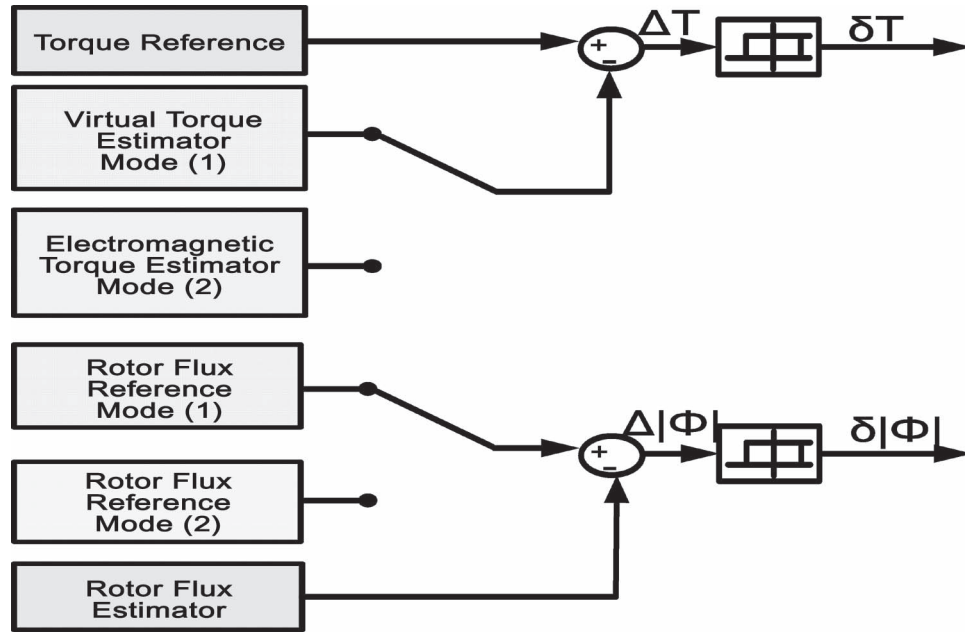 Torque Reference
+
-
ΔT
δT
Virtual Torque
Estimator
Mode (1)
Electromagnetic
Torque Estimator
Mode (2)
Rotor Flux
Reference
Mode (1)
+
-
Δ|Φ|
δ|Φ|
Rotor Flux
Reference
Mode (2)
Rotor Flux
Estimator